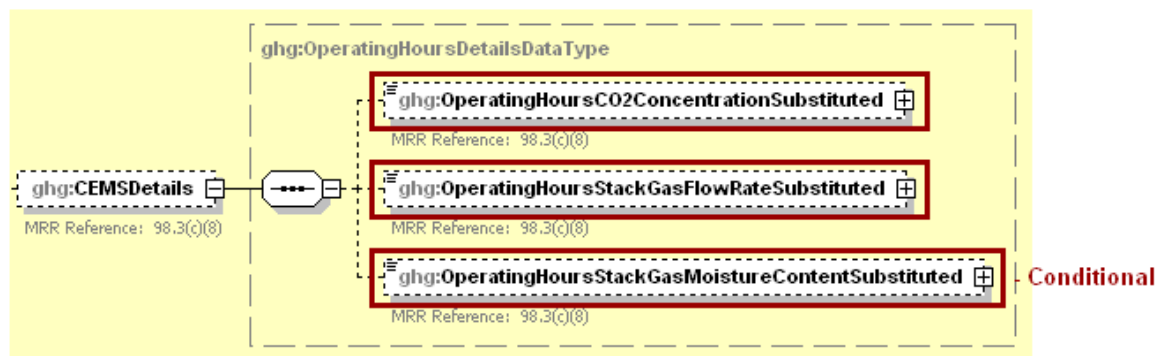 ghg:OperatingHoursDetailsDataType
ghg:OperatingHoursCO2ConcentrationSubstituted
MRR Reference: 98.3(c)(8)
ghg:CEMSDetails
MRR Reference: 98.3(c)(8)
ghg:OperatingHoursStackGasFlowRateSubstituted
MRR Reference: 98.3(c)(8)
ghg:OperatingHoursStackGasMoistureContentSubstituted
Conditional
MRR Reference: 98.3(c)(8)